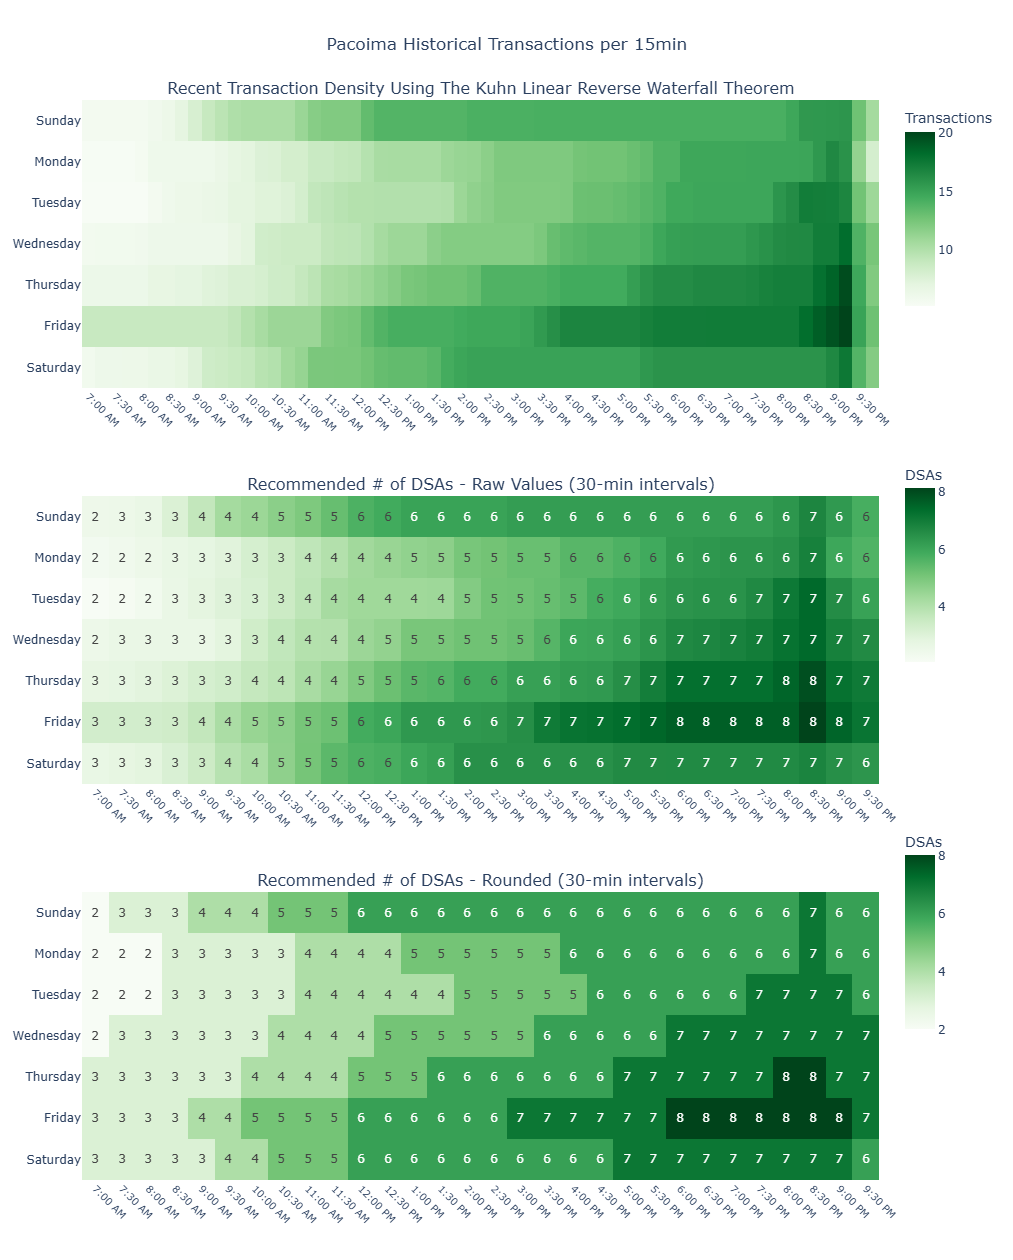 Pacoima Historical Transactions per 15min
Recent Transaction Density Using The Kuhn Linear Reverse Waterfall Theorem
Transactions
20
15
10
Sunday
Monday
Tuesday
Wednesday
Thursday
Friday
Saturday
7:00 AM 7:30 AM 8:00 AM 8:30 AM 9:00 AM 9:30 AM 10:00 AM 10:30 AM 11:00 AM 11:30 AM 12:00 PM 12:30 PM 1:00 PM 1:30 PM 2:00 PM 2:30 PM 3:00 PM 3:30 PM 4:00 PM 4:30 PM 5:00 PM 5:30 PM 6:00 PM 6:30 PM 7:00 PM 7:30 PM 8:00 PM 8:30 PM 9:00 PM 9:30 PM
Recommended # of DSAs - Raw Values (30-min intervals)
DSAs
8
6
4
Sunday 2 3 3 3 4 4 4 5 5 5 6 6 6 6 6 6 6 6 6 6 6 6 6 6 6 6 6 7 6 6
Monday 2 2 2 3 3 3 3 3 4 4 4 4 5 5 5 5 5 5 6 6 6 6 6 6 6 6 6 7 6 6
Tuesday 2 2 2 3 3 3 3 3 4 4 4 4 4 4 5 5 5 5 5 6 6 6 6 6 6 7 7 7 7 6
Wednesday 2 3 3 3 3 3 3 4 4 4 4 5 5 5 5 5 5 6 6 6 6 6 7 7 7 7 7 7 7 7
Thursday 3 3 3 3 3 3 4 4 4 4 5 5 5 6 6 6 6 6 6 6 7 7 7 7 7 7 8 8 7 7
Friday 3 3 3 3 4 4 5 5 5 5 6 6 6 6 6 6 7 7 7 7 7 7 8 8 8 8 8 8 8 7
Saturday 3 3 3 3 3 4 4 5 5 5 6 6 6 6 6 6 6 6 6 6 7 7 7 7 7 7 7 7 7 6
7:00 AM 7:30 AM 8:00 AM 8:30 AM 9:00 AM 9:30 AM 10:00 AM 10:30 AM 11:00 AM 11:30 AM 12:00 PM 12:30 PM 1:00 PM 1:30 PM 2:00 PM 2:30 PM 3:00 PM 3:30 PM 4:00 PM 4:30 PM 5:00 PM 5:30 PM 6:00 PM 6:30 PM 7:00 PM 7:30 PM 8:00 PM 8:30 PM 9:00 PM 9:30 PM
Recommended # of DSAs - Rounded (30-min intervals)
DSAs
8
6
4
2
Sunday 2 3 3 3 4 4 4 5 5 5 6 6 6 6 6 6 6 6 6 6 6 6 6 6 6 6 6 7 6 6
Monday 2 2 2 3 3 3 3 3 4 4 4 4 5 5 5 5 5 5 6 6 6 6 6 6 6 6 6 7 6 6
Tuesday 2 2 2 3 3 3 3 3 4 4 4 4 4 4 5 5 5 5 5 6 6 6 6 6 6 7 7 7 7 6
Wednesday 2 3 3 3 3 3 3 4 4 4 4 5 5 5 5 5 5 6 6 6 6 6 7 7 7 7 7 7 7 7
Thursday 3 3 3 3 3 3 4 4 4 4 5 5 5 6 6 6 6 6 6 6 7 7 7 7 7 7 8 8 7 7
Friday 3 3 3 3 4 4 5 5 5 5 6 6 6 6 6 6 7 7 7 7 7 7 8 8 8 8 8 8 8 7
Saturday 3 3 3 3 3 4 4 5 5 5 6 6 6 6 6 6 6 6 6 6 7 7 7 7 7 7 7 7 7 6
7:00 AM 7:30 AM 8:00 AM 8:30 AM 9:00 AM 9:30 AM 10:00 AM 10:30 AM 11:00 AM 11:30 AM 12:00 PM 12:30 PM 1:00 PM 1:30 PM 2:00 PM 2:30 PM 3:00 PM 3:30 PM 4:00 PM 4:30 PM 5:00 PM 5:30 PM 6:00 PM 6:30 PM 7:00 PM 7:30 PM 8:00 PM 8:30 PM 9:00 PM 9:30 PM